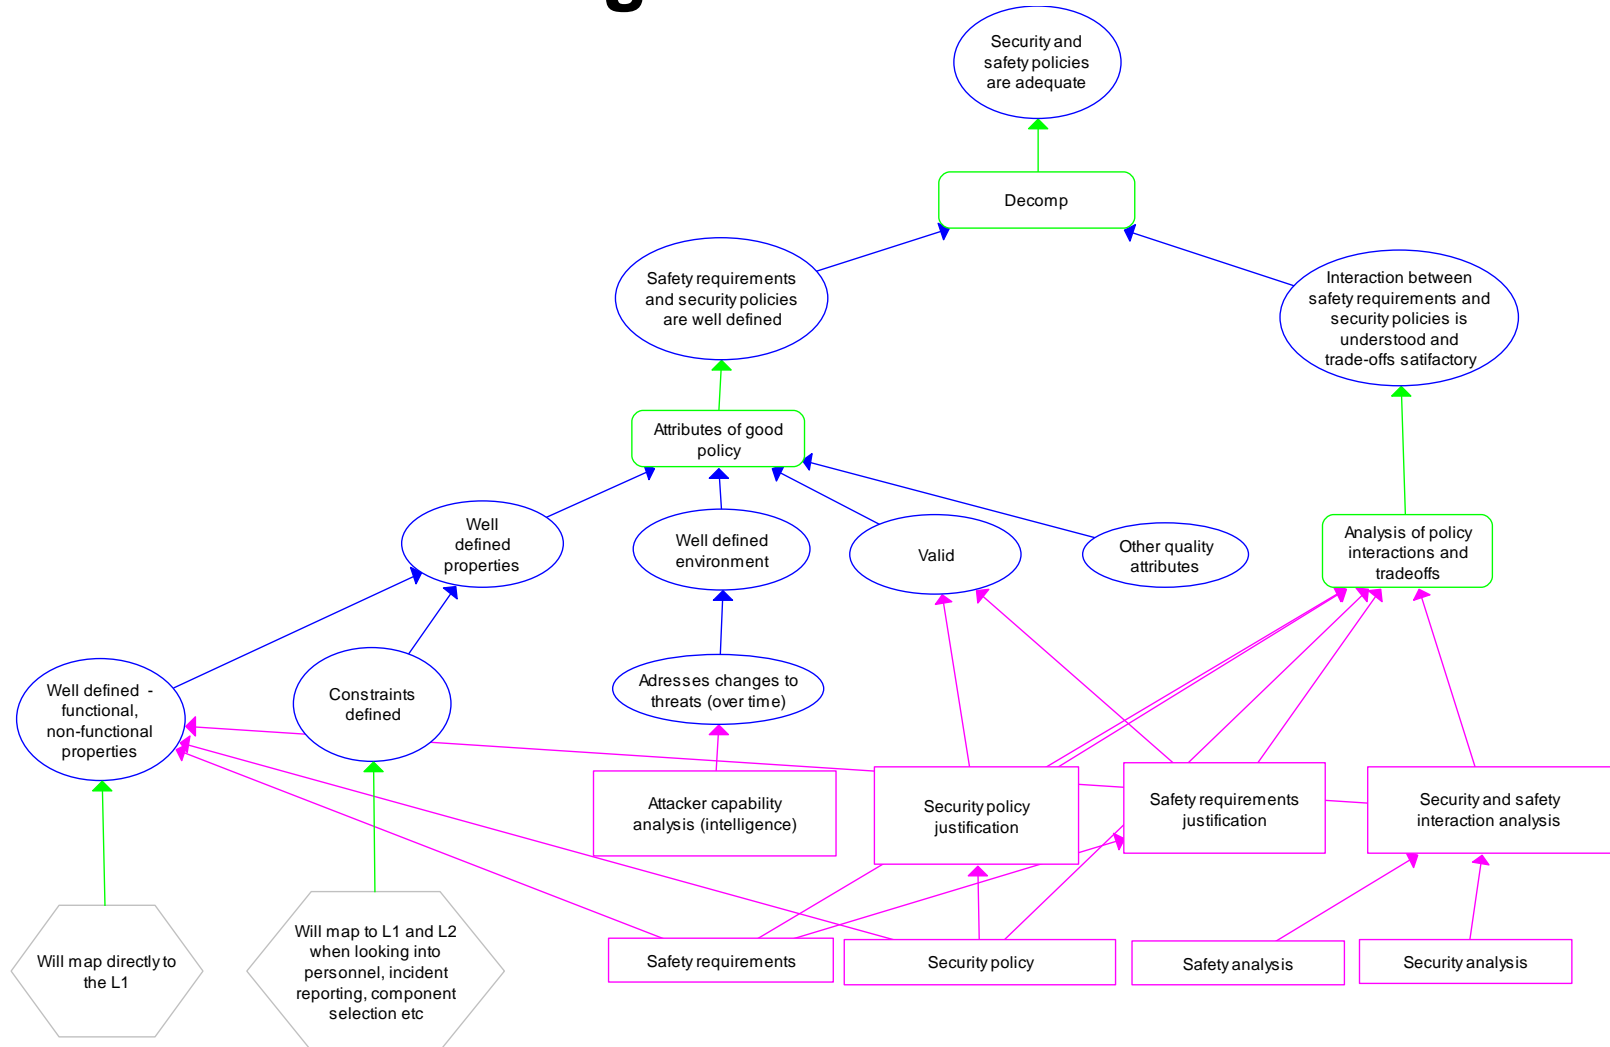 g
Security and
safety policies
are adequate
Decomp
Safety requirements
and security policies
are well defined
Interaction between
safety requirements and
security policies is
understood and
trade-offs satifactory
Attributes of good
policy
Well
defined
properties
Well defined
environment
Valid
Other quality
attributes
Analysis of policy
interactions and
tradeoffs
Well defined -
functional,
non-functional
properties
Constraints
defined
Adresses changes to
threats (over time)
Attacker capability
analysis (intelligence)
Security policy
justification
Safety requirements
justification
Security and safety
interaction analysis
Will map directly to
the L1
Will map to L1 and L2
when looking into
personnel, incident
reporting, component
selection etc
Safety requirements
Security policy
Safety analysis
Security analysis